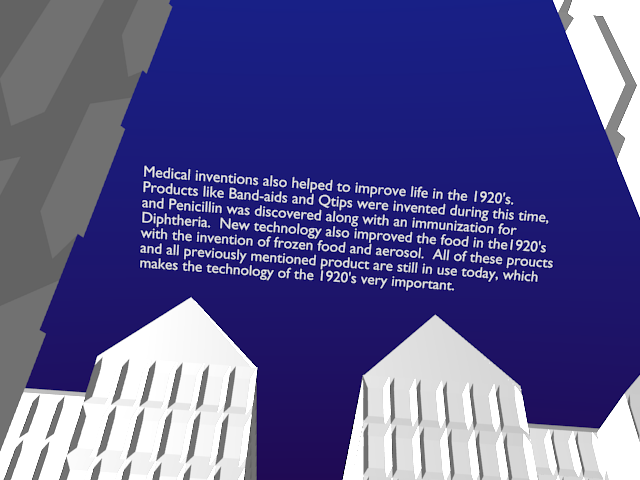 Medical inventions also helped to improve life in the 1920's.
Products like Band-aids and Qtips were invented during this time,
and Penicillin was discovered along with an immunization for
Diphtheria.  New technology also improved the food in the1920's
with the invention of frozen food and aerosol.  All of these proucts
and all previously mentioned product are still in use today, which
makes the technology of the 1920's very important.